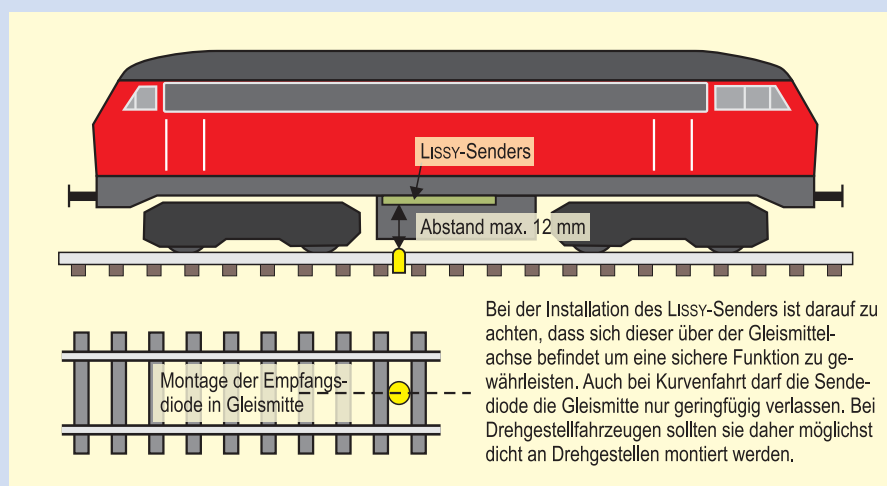 LISSY-Senders
Abstand max. 12 mm
Montage der Empfangs-
diode in Gleismitte
Bei der Installation des LISSY-Senders ist darauf zu
achten, dass sich dieser über der Gleismittel-
achse befindet um eine sichere Funktion zu ge-
währleisten. Auch bei Kurvenfahrt darf die Sende-
diode die Gleismitte nur geringfügig verlassen. Bei
Drehgestellfahrzeugen sollten sie daher möglichst
dicht an Drehgestellen montiert werden.